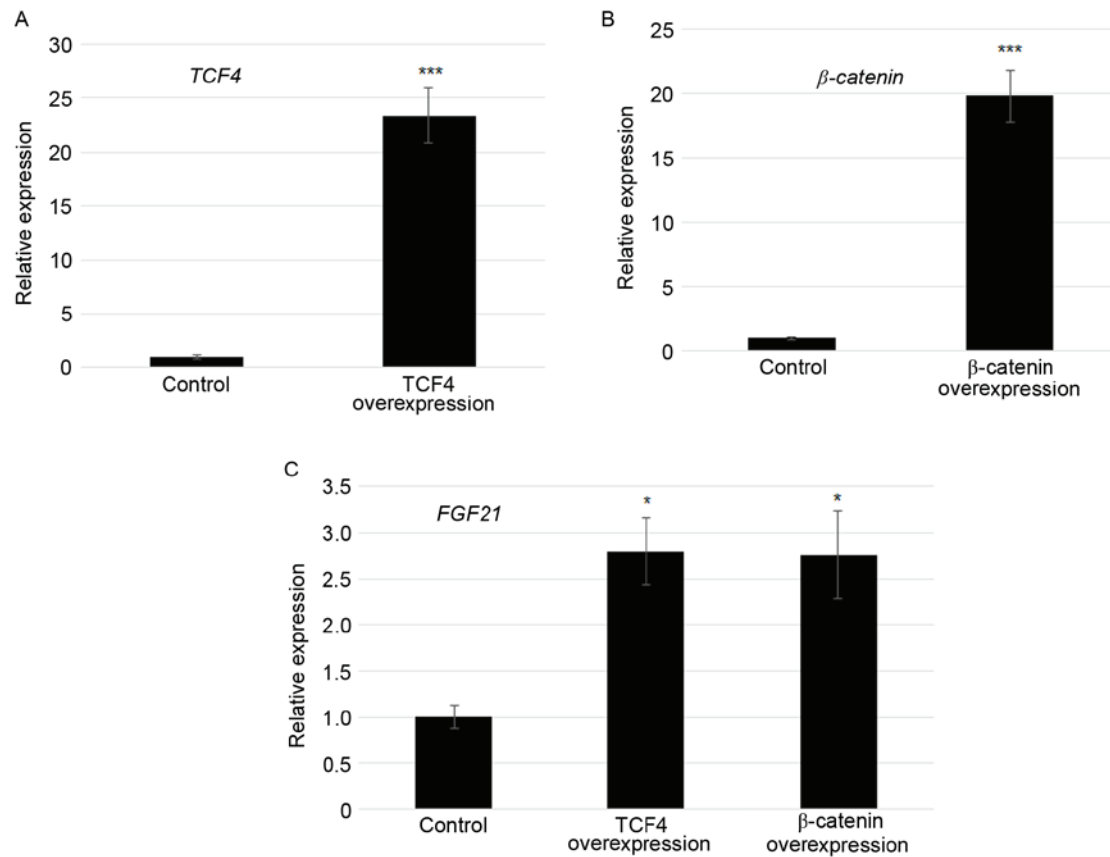 A
Relative expression
30
25
20
15
10
5
0
TCF4
***
Control
TCF4
overexpression
B
Relative expression
25
20
15
10
5
0
β-catenin
***
Control
β-catenin
overexpression
C
Relative expression
3.5
3.0
2.5
2.0
1.5
1.0
0.5
0
FGF21
*
*
Control
TCF4
overexpression
β-catenin
overexpression